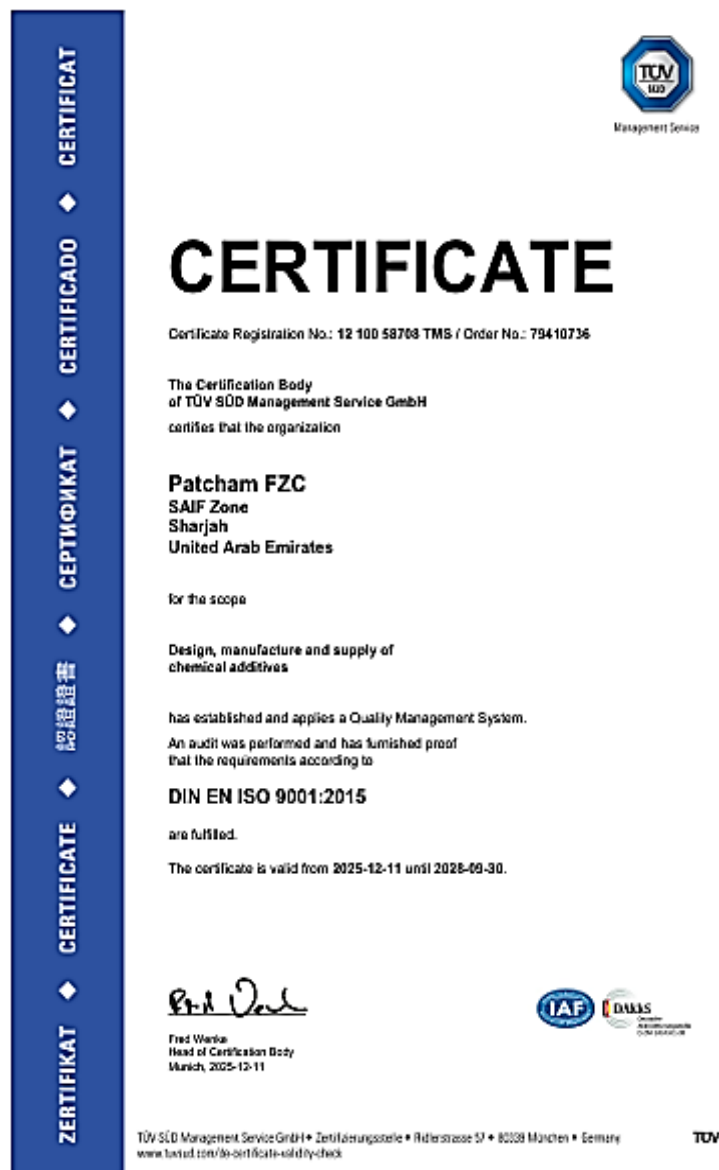 TÜV
SÜD
Management Service
CERTIFICATE
Certificate Registration No.: 12 100 58708 TMS / Order No.: 79410736
The Certification Body
of TÜV SÜD Management Service GmbH
certifies that the organization
Patcham FZC
SAIF Zone
Sharjah
United Arab Emirates
for the scope
Design, manufacture and supply of
chemical additives
has established and applies a Quality Management System.
An audit was performed and has furnished proof
that the requirements according to
DIN EN ISO 9001:2015
are fulfilled.
The certificate is valid from 2025-12-11 until 2028-09-30.
Fred Wenke
Head of Certification Body
Munich, 2025-12-11
IAF
DAkkS
Deutsche
Akkreditierungsstelle
TÜV SÜD Management Service GmbH • Zertifizierungsstelle • Ridlerstrasse 57 • 80339 München • Germany
www.tuvsud.com/de-certificate-validity-check
TÜV
ZERTIFIKAT ◆ CERTIFICATE ◆ 認證證書 ◆ СЕРТИФИКАТ ◆ CERTIFICADO ◆ CERTIFICAT